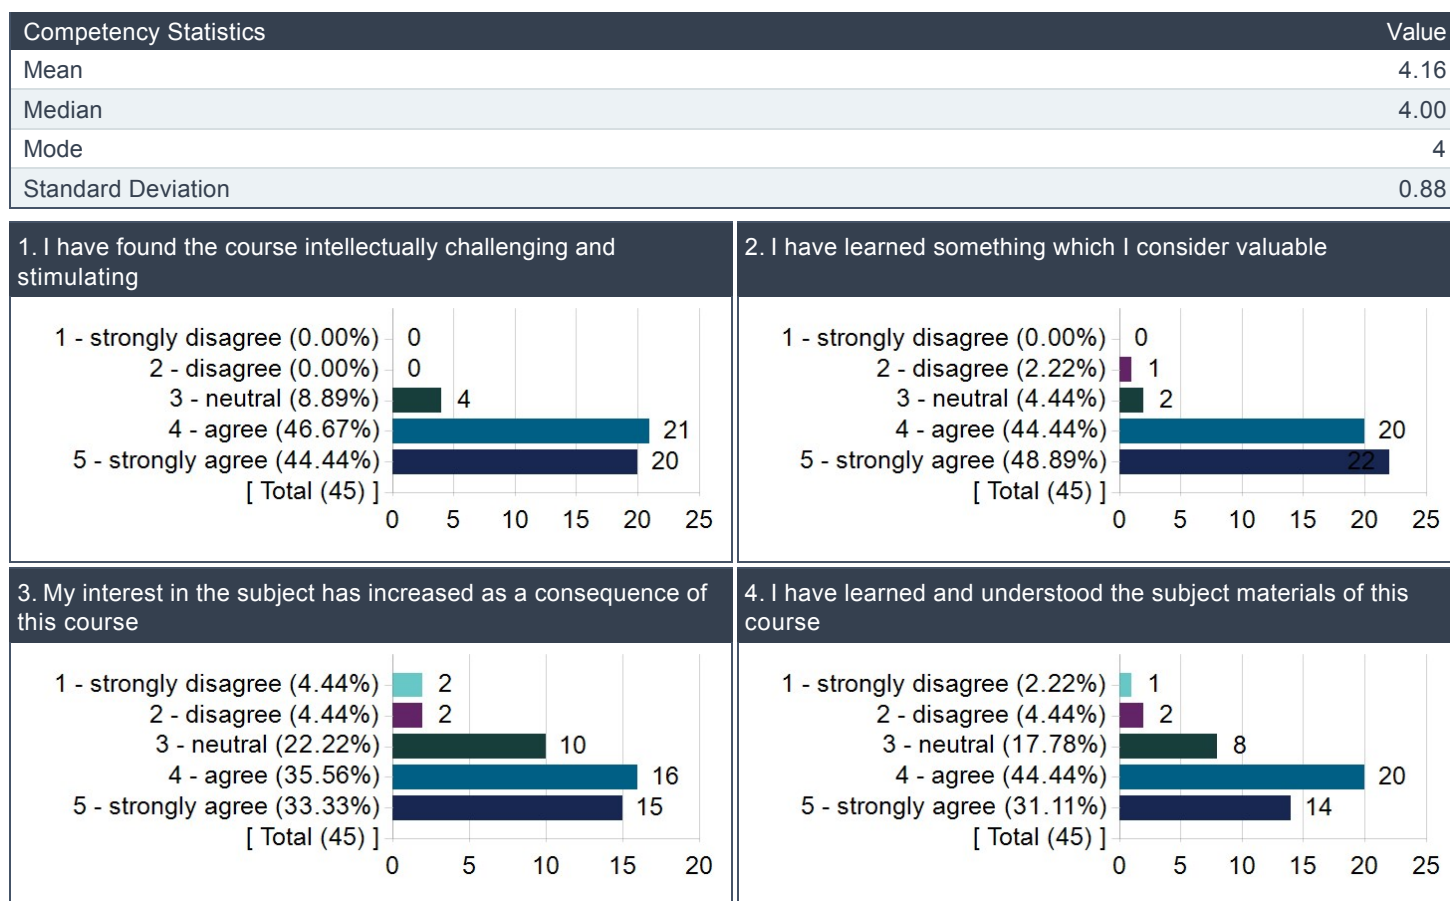 Competency Statistics Value
Mean 4.16
Median 4.00
Mode 4
Standard Deviation 0.88
1. I have found the course intellectually challenging and
stimulating
1 - strongly disagree (0.00%) 0
2 - disagree (0.00%) 0
3 - neutral (8.89%) 4
4 - agree (46.67%) 21
5 - strongly agree (44.44%) 20
[ Total (45) ]
0 5 10 15 20 25
2. I have learned something which I consider valuable
1 - strongly disagree (0.00%) 0
2 - disagree (2.22%) 1
3 - neutral (4.44%) 2
4 - agree (44.44%) 20
5 - strongly agree (48.89%) 22
[ Total (45) ]
0 5 10 15 20 25
3. My interest in the subject has increased as a consequence of
this course
1 - strongly disagree (4.44%) 2
2 - disagree (4.44%) 2
3 - neutral (22.22%) 10
4 - agree (35.56%) 16
5 - strongly agree (33.33%) 15
[ Total (45) ]
0 5 10 15 20
4. I have learned and understood the subject materials of this
course
1 - strongly disagree (2.22%) 1
2 - disagree (4.44%) 2
3 - neutral (17.78%) 8
4 - agree (44.44%) 20
5 - strongly agree (31.11%) 14
[ Total (45) ]
0 5 10 15 20 25